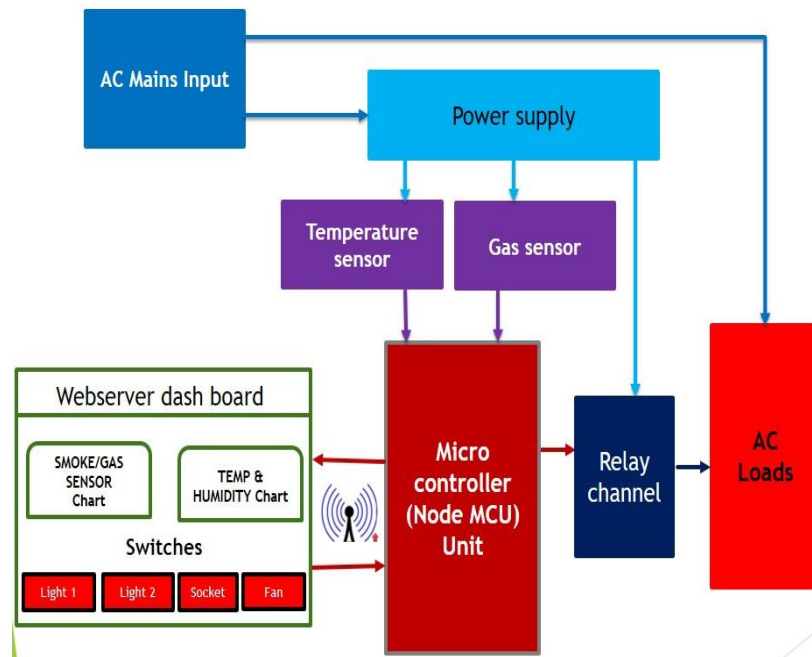 AC Mains Input
Power supply
Temperature
sensor
Gas sensor
Webserver dash board
SMOKE/GAS
SENSOR
Chart
TEMP &
HUMIDITY Chart
Switches
Light 1
Light 2
Socket
Fan
Micro
controller
(Node MCU)
Unit
Relay
channel
AC
Loads